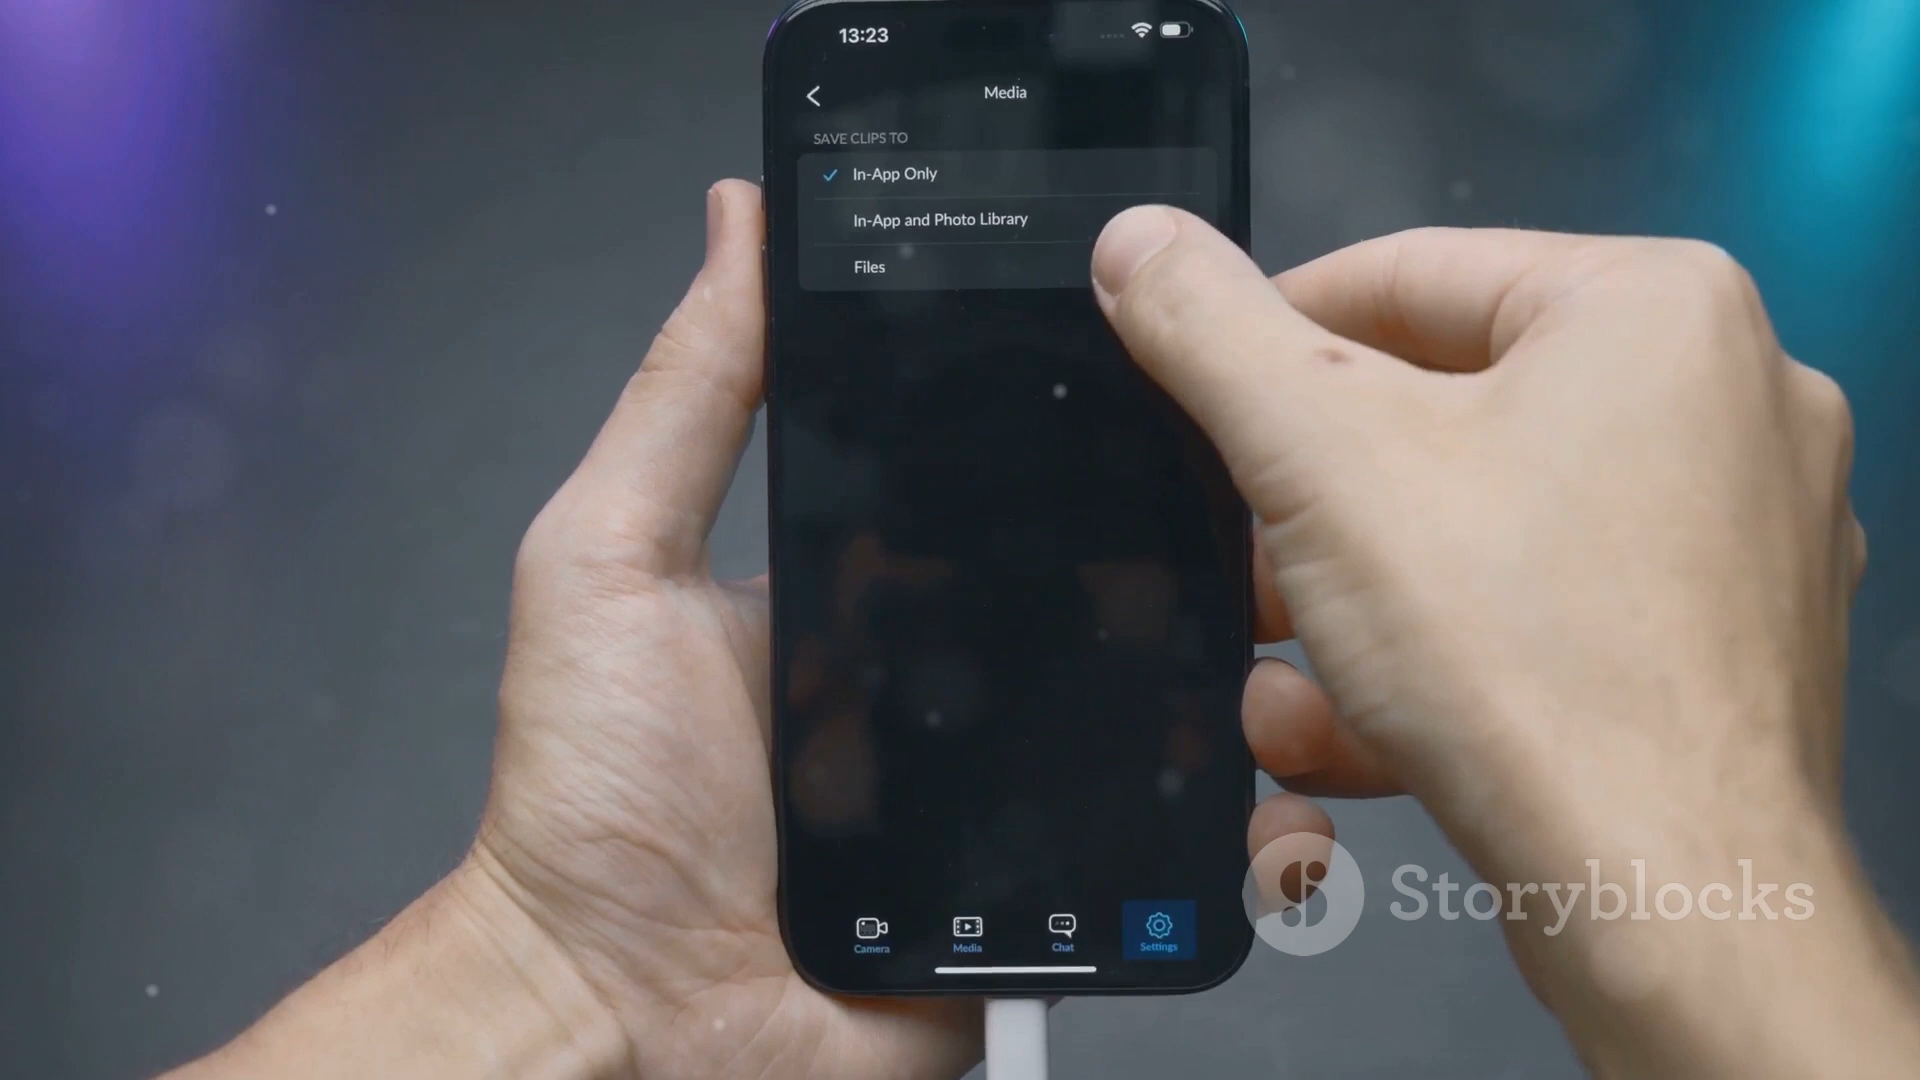 13:23
Media
SAVE CLIPS TO
In-App Only
In-App and Photo Library
Files
Camera
Media
Chat
Settings
Storyblocks